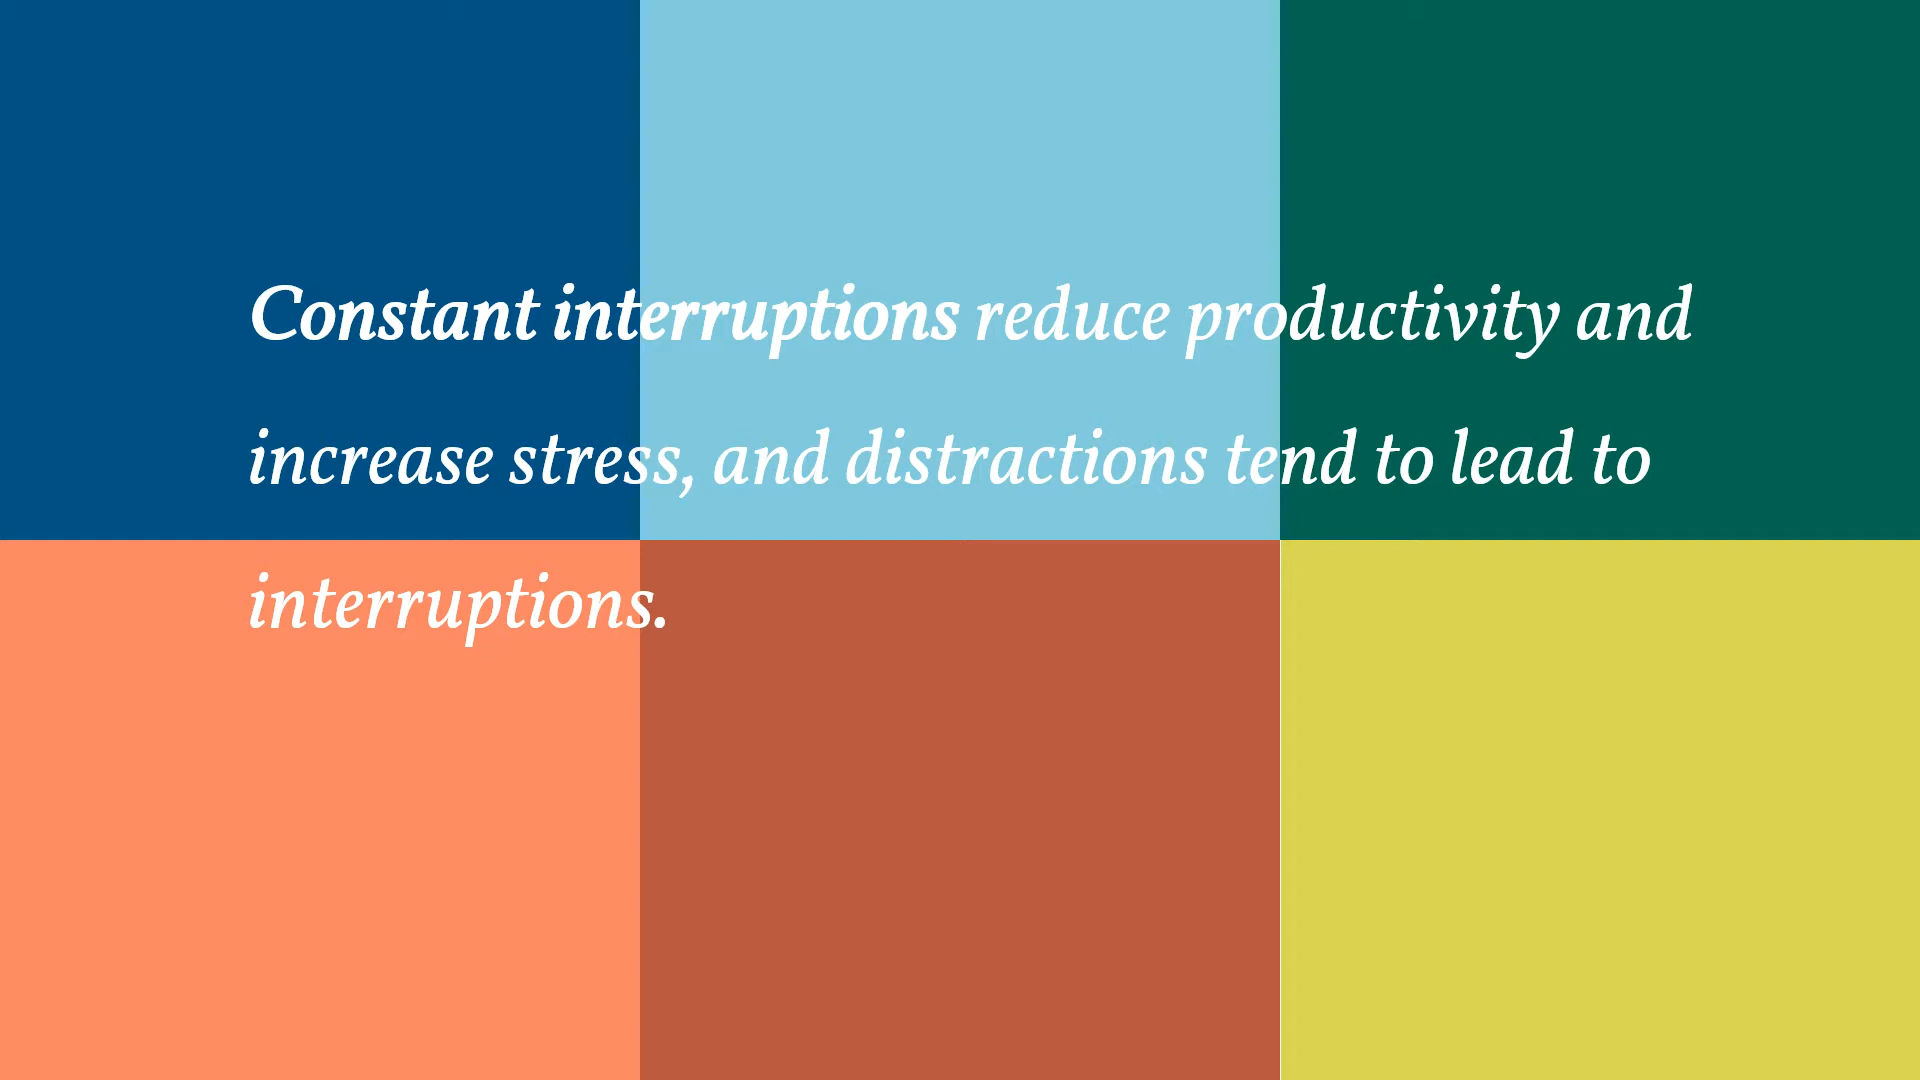 Constant interruptions reduce productivity and
increase stress, and distractions tend to lead to
interruptions.